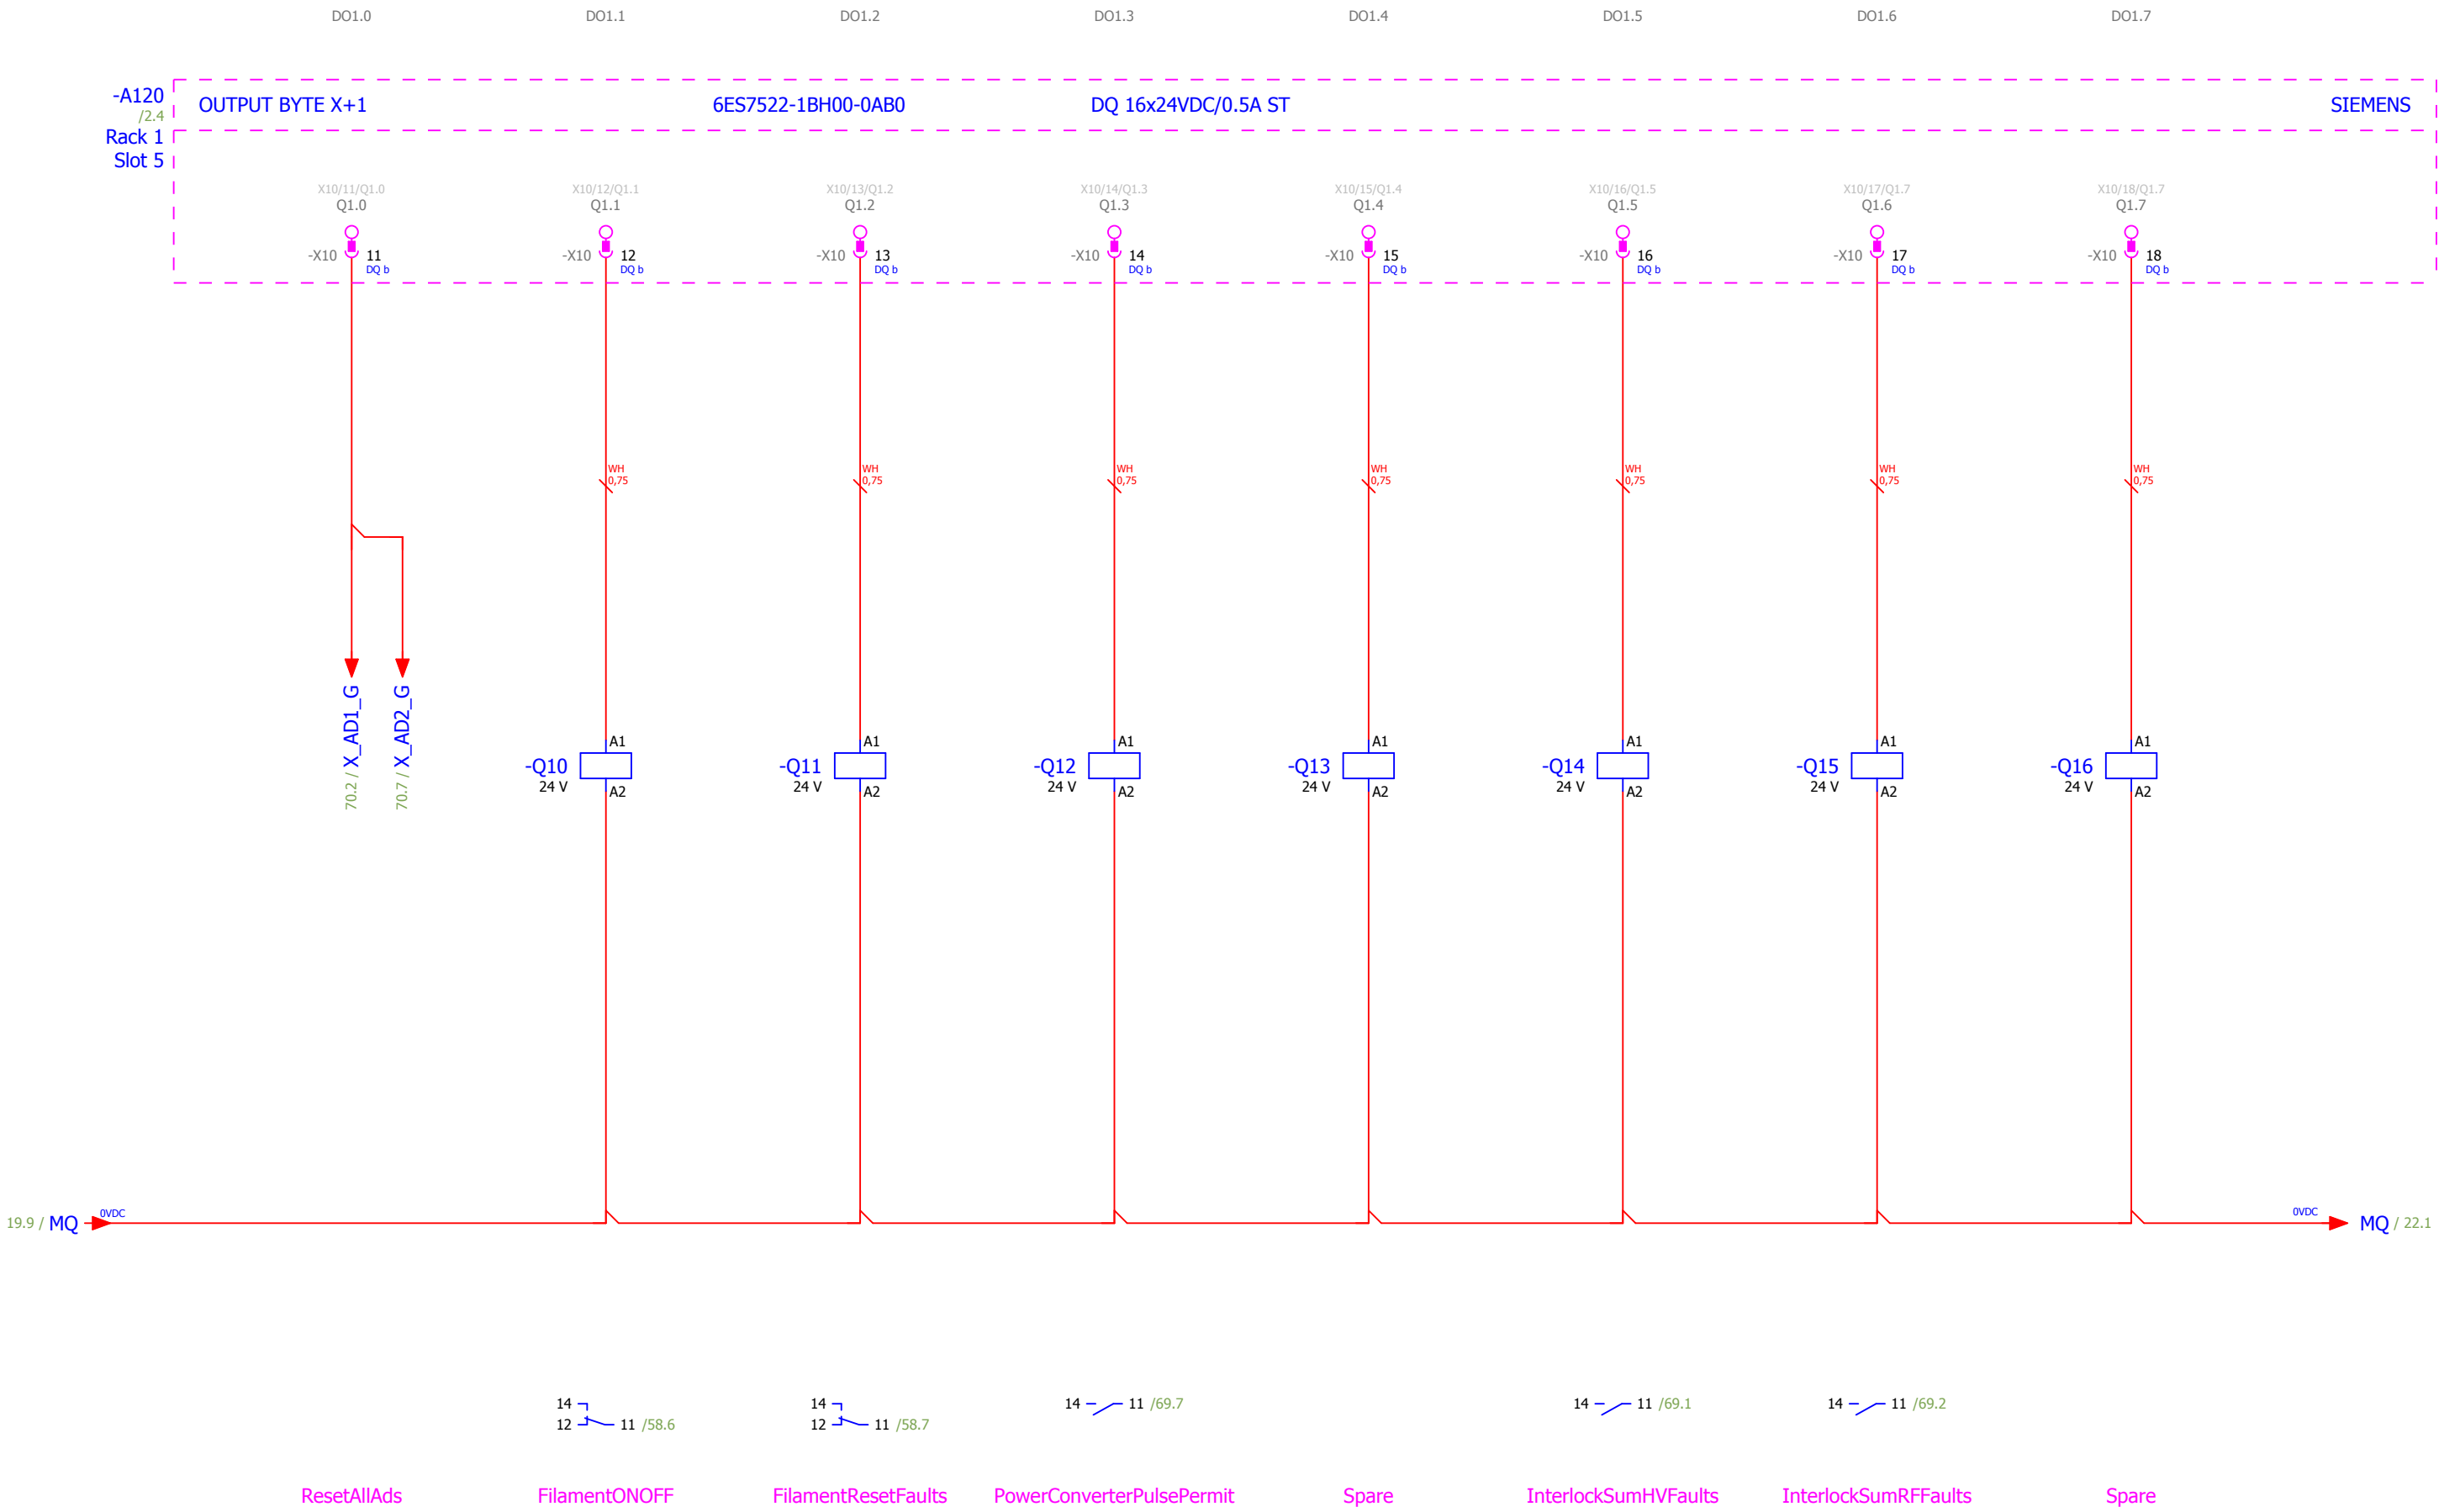 DO1.0 DO1.1 DO1.2 DO1.3 DO1.4 DO1.5 DO1.6 DO1.7
-A120 OUTPUT BYTE X+1 6ES7522-1BH00-0AB0 DQ 16x24VDC/0.5A ST SIEMENS
/2.4
Rack 1
Slot 5
X10/11/Q1.0 X10/12/Q1.1 X10/13/Q1.2 X10/14/Q1.3 X10/15/Q1.4 X10/16/Q1.5 X10/17/Q1.7 X10/18/Q1.7
Q1.0 Q1.1 Q1.2 Q1.3 Q1.4 Q1.5 Q1.6 Q1.7
-X10 11 -X10 12 -X10 13 -X10 14 -X10 15 -X10 16 -X10 17 -X10 18
DQ b DQ b DQ b DQ b DQ b DQ b DQ b DQ b
WH WH WH WH WH WH WH
0,75 0,75 0,75 0,75 0,75 0,75 0,75
70.2 / X_AD1_G
70.7 / X_AD2_G
A1 A1 A1 A1 A1 A1 A1
-Q10 -Q11 -Q12 -Q13 -Q14 -Q15 -Q16
24 V 24 V 24 V 24 V 24 V 24 V 24 V
A2 A2 A2 A2 A2 A2 A2
0VDC 0VDC
19.9 / MQ MQ / 22.1
14 14 14 11 /69.7 14 11 /69.1 14 11 /69.2
12 11 /58.6 12 11 /58.7
ResetAllAds FilamentONOFF FilamentResetFaults PowerConverterPulsePermit Spare InterlockSumHVFaults InterlockSumRFFaults Spare